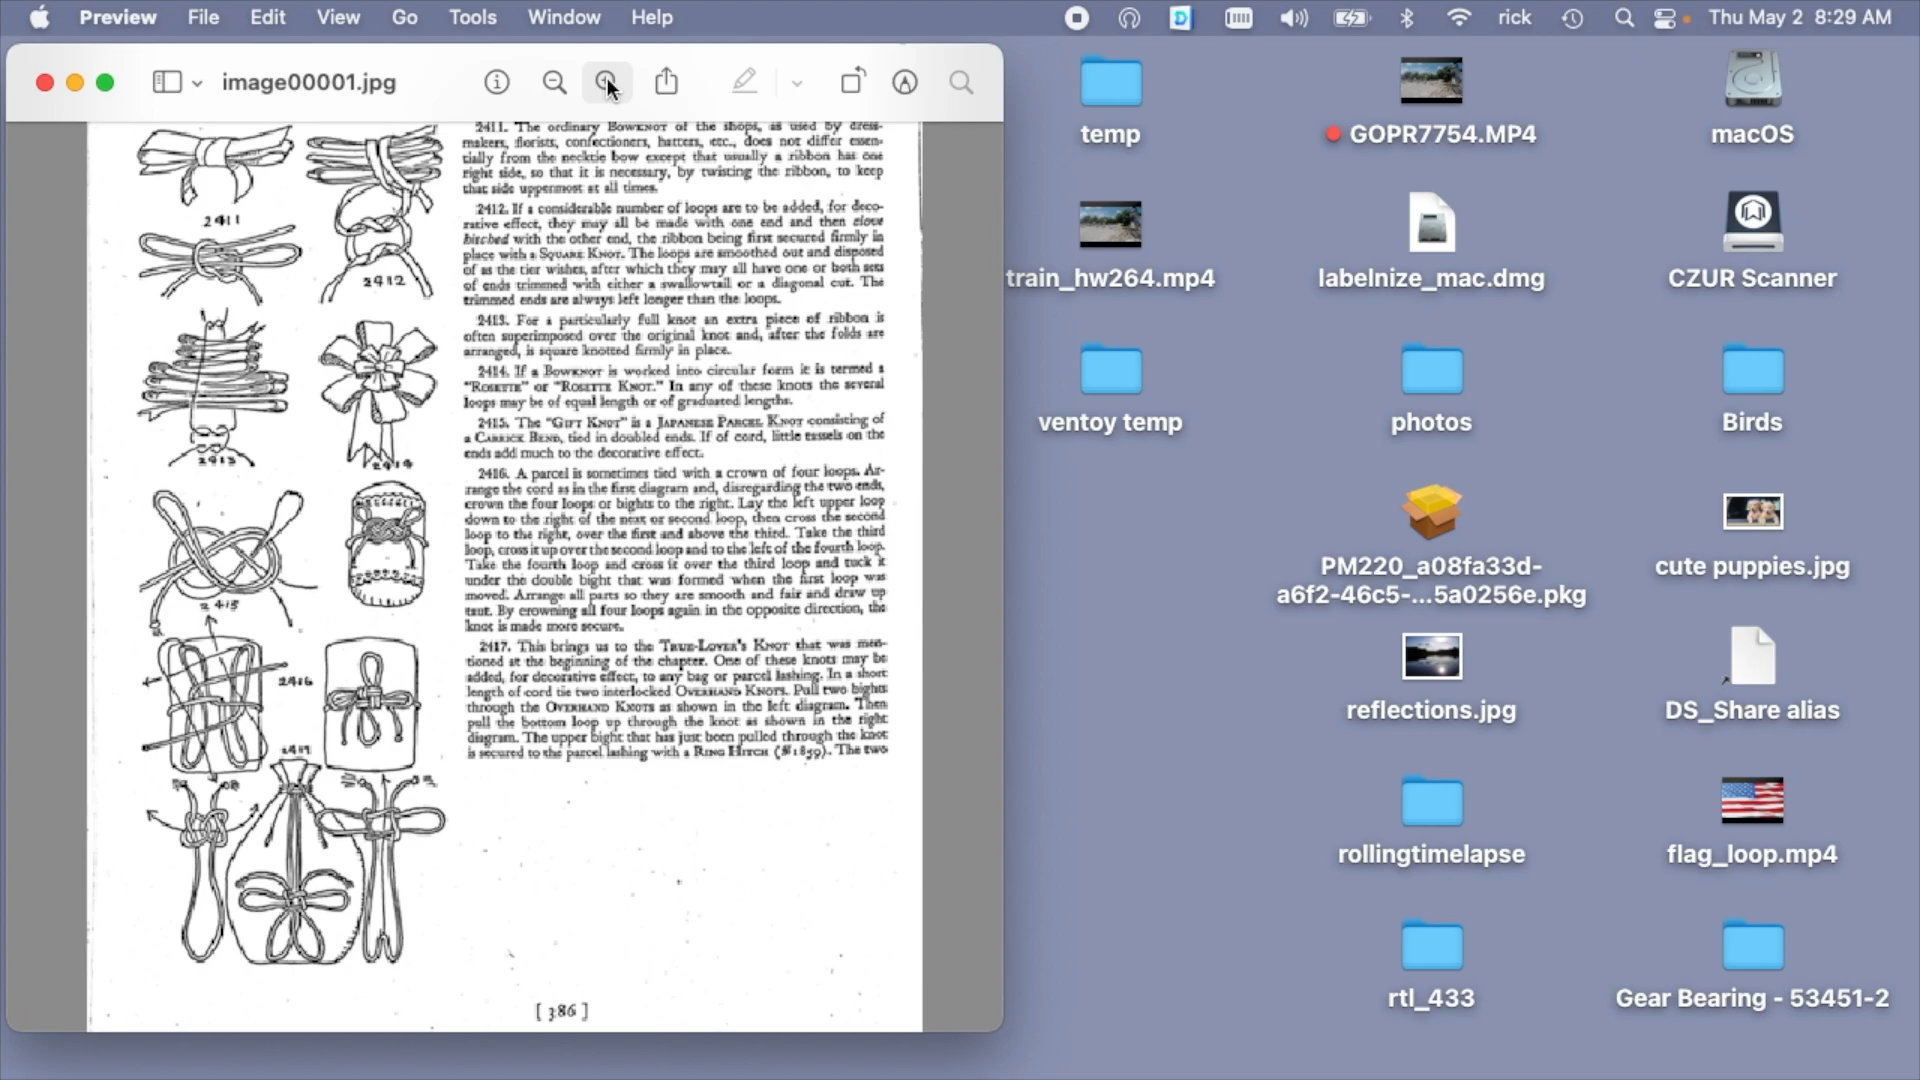 Preview File Edit View Go Tools Window Help
rick Thu May 2 8:29 AM
image00001.jpg
2411. The ordinary BOWKNOT of the shops, as used by dress-
makers, florists, confectioners, hatters, etc., does not differ essen-
tially from the necktie bow except that usually a ribbon has one
right side, so that it is necessary, by twisting the ribbon, to keep
that side uppermost at all times.
2412. If a considerable number of loops are to be added, for deco-
rative effect, they may all be made with one end and then clove
hitched with the other end, the ribbon being first secured firmly in
place with a SQUARE KNOT. The loops are smoothed out and disposed
of as the tier wishes, after which they may all have one or both sets
of ends trimmed with either a swallowtail or a diagonal cut. The
trimmed ends are always left longer than the loops.
2413. For a particularly full knot an extra piece of ribbon is
often superimposed over the original knot and, after the folds are
arranged, is square knotted firmly in place.
2414. If a BOWKNOT is worked into circular form it is termed a
"ROSETTE" or "ROSETTE KNOT." In any of these knots the several
loops may be of equal length or of graduated lengths.
2415. The "GIFT KNOT" is a JAPANESE PARCEL KNOT consisting of
a CARRICK BEND, tied in doubled ends. If of cord, little tassels on the
ends add much to the decorative effect.
2416. A parcel is sometimes tied with a crown of four loops. Ar-
range the cord as in the first diagram and, disregarding the two ends,
crown the four loops or bights to the right. Lay the left upper loop
down to the right of the next or second loop, then cross the second
loop to the right, over the first and above the third. Take the third
loop, cross it up over the second loop and to the left of the fourth loop.
Take the fourth loop and cross it over the third loop and tuck it
under the double bight that was formed when the first loop was
moved. Arrange all parts so they are smooth and fair and draw up
taut. By crowning all four loops again in the opposite direction, the
knot is made more secure.
2417. This brings us to the TRUE-LOVER'S KNOT that was men-
tioned at the beginning of the chapter. One of these knots may be
added, for decorative effect, to any bag or parcel lashing. In a short
length of cord tie two interlocked OVERHAND KNOTS. Pull two bights
through the OVERHAND KNOTS as shown in the left diagram. Then
pull the bottom loop up through the knot as shown in the right
diagram. The upper bight that has just been pulled through the knot
is secured to the parcel lashing with a RING HITCH (#1859). The two
2411
2412
2413
2414
2415
2416
2417
[ 386 ]
temp
GOPR7754.MP4
macOS
train_hw264.mp4
labelnize_mac.dmg
CZUR Scanner
ventoy temp
photos
Birds
PM220_a08fa33d-
a6f2-46c5-...5a0256e.pkg
cute puppies.jpg
reflections.jpg
DS_Share alias
rollingtimelapse
flag_loop.mp4
rtl_433
Gear Bearing - 53451-2